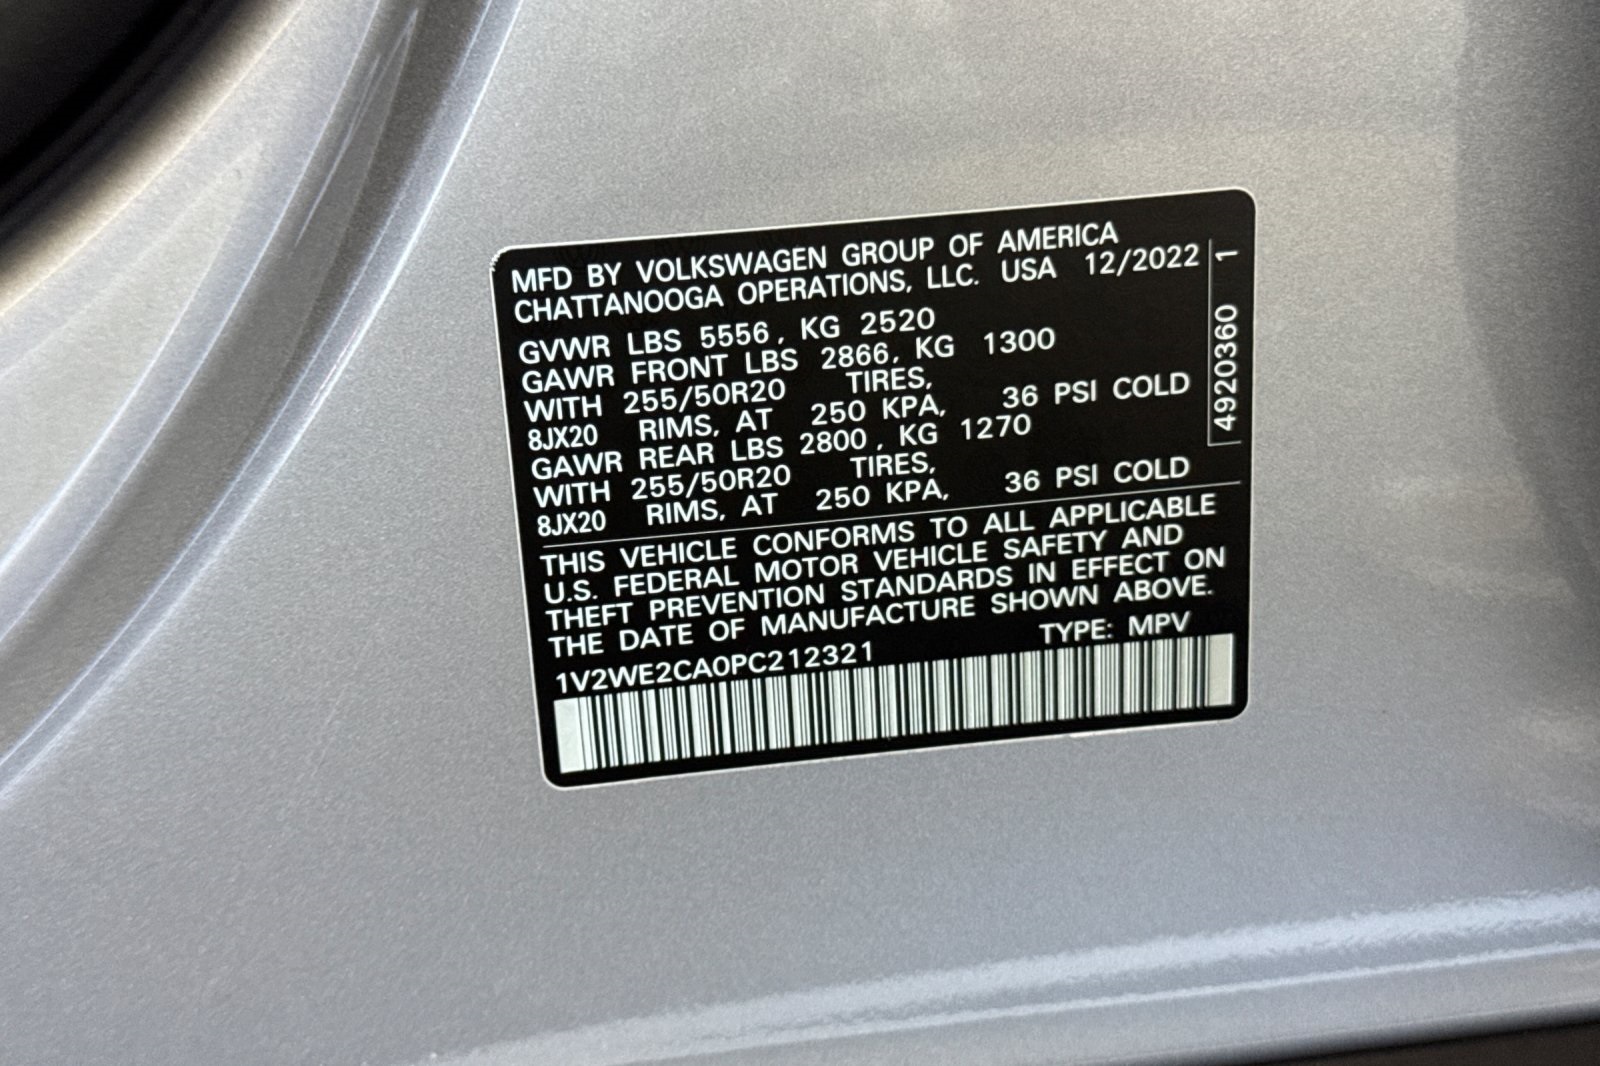 MFD BY VOLKSWAGEN GROUP OF AMERICA
CHATTANOOGA OPERATIONS, LLC. USA 12/2022
GVWR LBS 5556, KG 2520
GAWR FRONT LBS 2866, KG 1300
WITH 255/50R20 TIRES,
8JX20 RIMS, AT 250 KPA, 36 PSI COLD
GAWR REAR LBS 2800, KG 1270
WITH 255/50R20 TIRES,
8JX20 RIMS, AT 250 KPA, 36 PSI COLD
THIS VEHICLE CONFORMS TO ALL APPLICABLE
U.S. FEDERAL MOTOR VEHICLE SAFETY AND
THEFT PREVENTION STANDARDS IN EFFECT ON
THE DATE OF MANUFACTURE SHOWN ABOVE.
TYPE: MPV
1V2WE2CA0PC212321
4920360 1